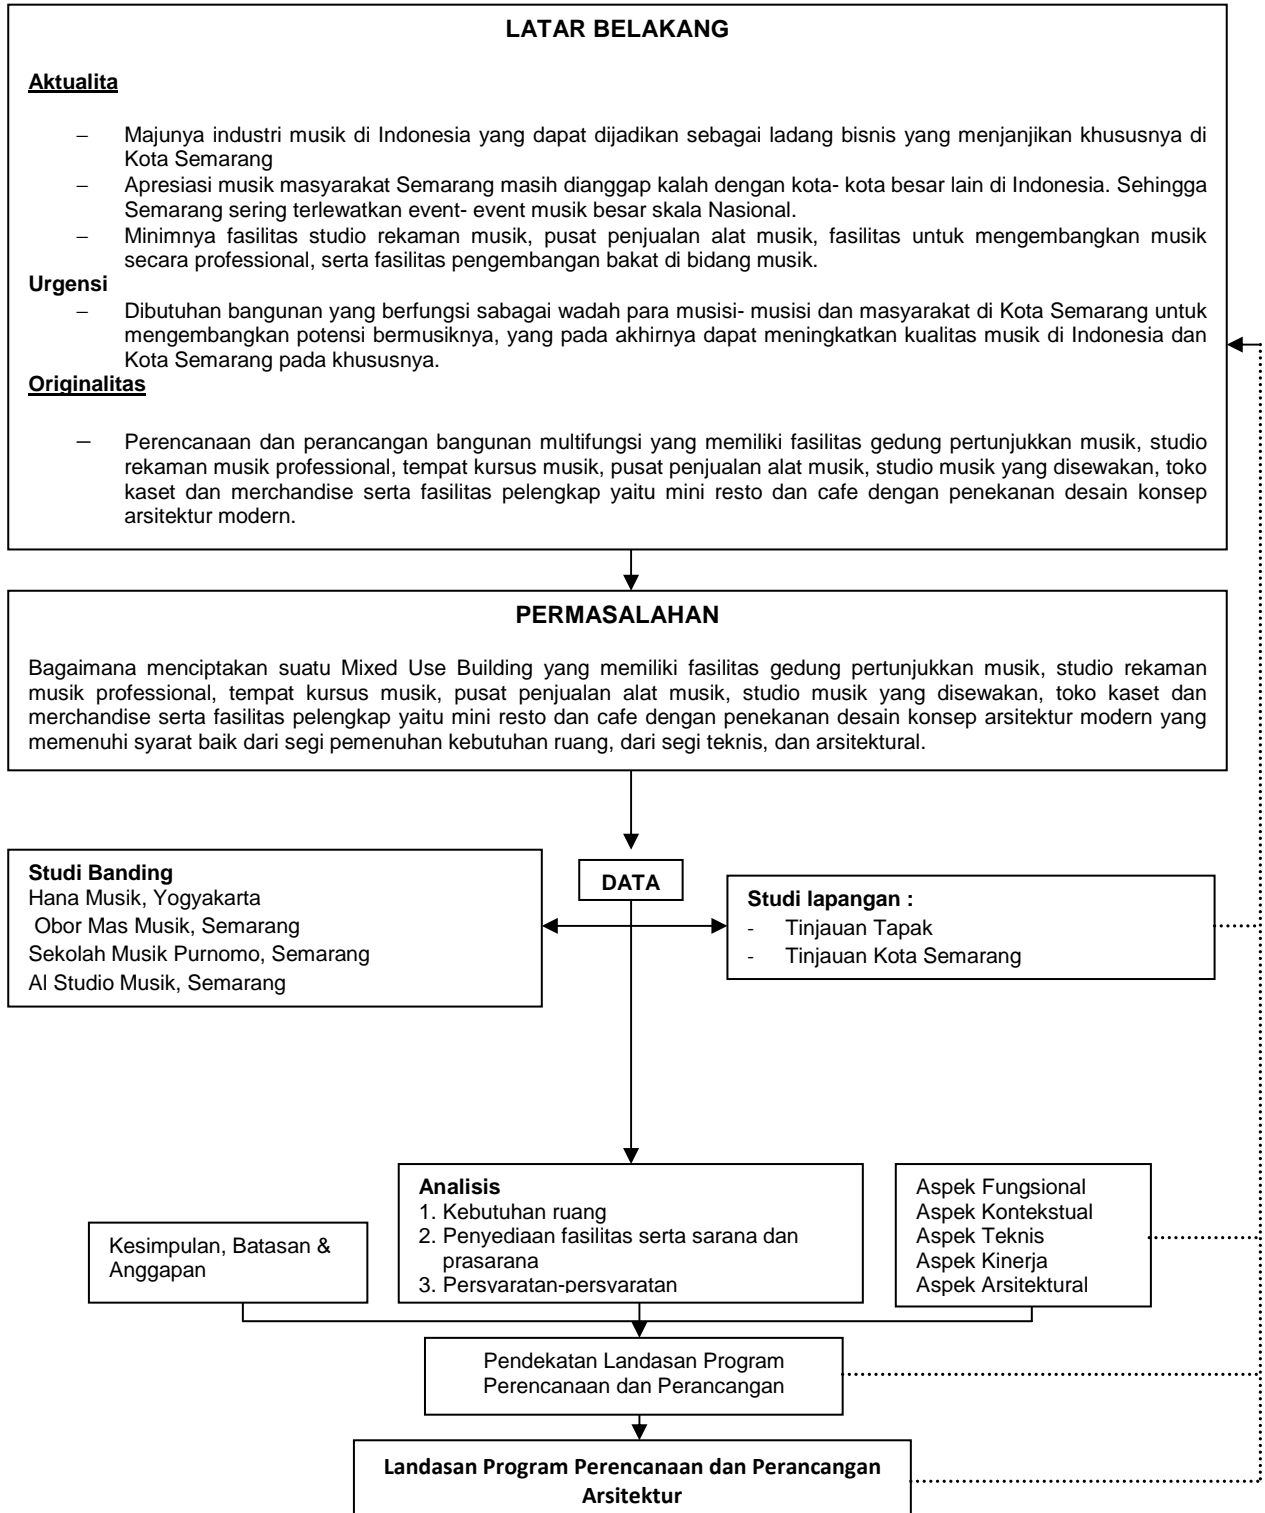 LATAR BELAKANG
Aktualita
– Majunya industri musik di Indonesia yang dapat dijadikan sebagai ladang bisnis yang menjanjikan khususnya di
Kota Semarang
– Apresiasi musik masyarakat Semarang masih dianggap kalah dengan kota- kota besar lain di Indonesia. Sehingga
Semarang sering terlewatkan event- event musik besar skala Nasional.
– Minimnya fasilitas studio rekaman musik, pusat penjualan alat musik, fasilitas untuk mengembangkan musik
secara professional, serta fasilitas pengembangan bakat di bidang musik.
Urgensi
– Dibutuhan bangunan yang berfungsi sabagai wadah para musisi- musisi dan masyarakat di Kota Semarang untuk
mengembangkan potensi bermusiknya, yang pada akhirnya dapat meningkatkan kualitas musik di Indonesia dan
Kota Semarang pada khususnya.
Originalitas
– Perencanaan dan perancangan bangunan multifungsi yang memiliki fasilitas gedung pertunjukkan musik, studio
rekaman musik professional, tempat kursus musik, pusat penjualan alat musik, studio musik yang disewakan, toko
kaset dan merchandise serta fasilitas pelengkap yaitu mini resto dan cafe dengan penekanan desain konsep
arsitektur modern.
PERMASALAHAN
Bagaimana menciptakan suatu Mixed Use Building yang memiliki fasilitas gedung pertunjukkan musik, studio rekaman
musik professional, tempat kursus musik, pusat penjualan alat musik, studio musik yang disewakan, toko kaset dan
merchandise serta fasilitas pelengkap yaitu mini resto dan cafe dengan penekanan desain konsep arsitektur modern yang
memenuhi syarat baik dari segi pemenuhan kebutuhan ruang, dari segi teknis, dan arsitektural.
DATA
Studi Banding
Hana Musik, Yogyakarta
Obor Mas Musik, Semarang
Sekolah Musik Purnomo, Semarang
Al Studio Musik, Semarang
Studi lapangan :
- Tinjauan Tapak
- Tinjauan Kota Semarang
Kesimpulan, Batasan &
Anggapan
Analisis
1. Kebutuhan ruang
2. Penyediaan fasilitas serta sarana dan
prasarana
3. Persyaratan-persyaratan
Aspek Fungsional
Aspek Kontekstual
Aspek Teknis
Aspek Kinerja
Aspek Arsitektural
Pendekatan Landasan Program
Perencanaan dan Perancangan
Landasan Program Perencanaan dan Perancangan
Arsitektur